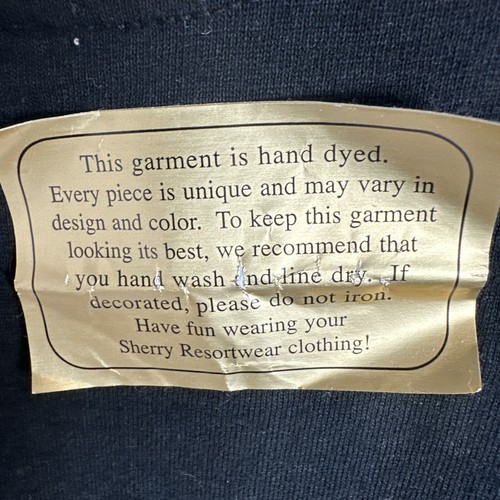 This garment is hand dyed.
Every piece is unique and may vary in
design and color. To keep this garment
looking its best, we recommend that
you hand wash and line dry. If
decorated, please do not iron.
Have fun wearing your
Sherry Resortwear clothing!